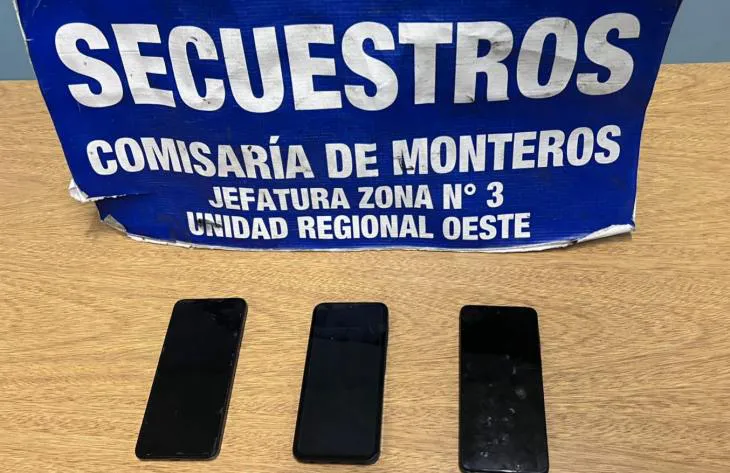 SECUESTROS
COMISARÍA DE MONTEROS
JEFATURA ZONA N° 3
UNIDAD REGIONAL OESTE